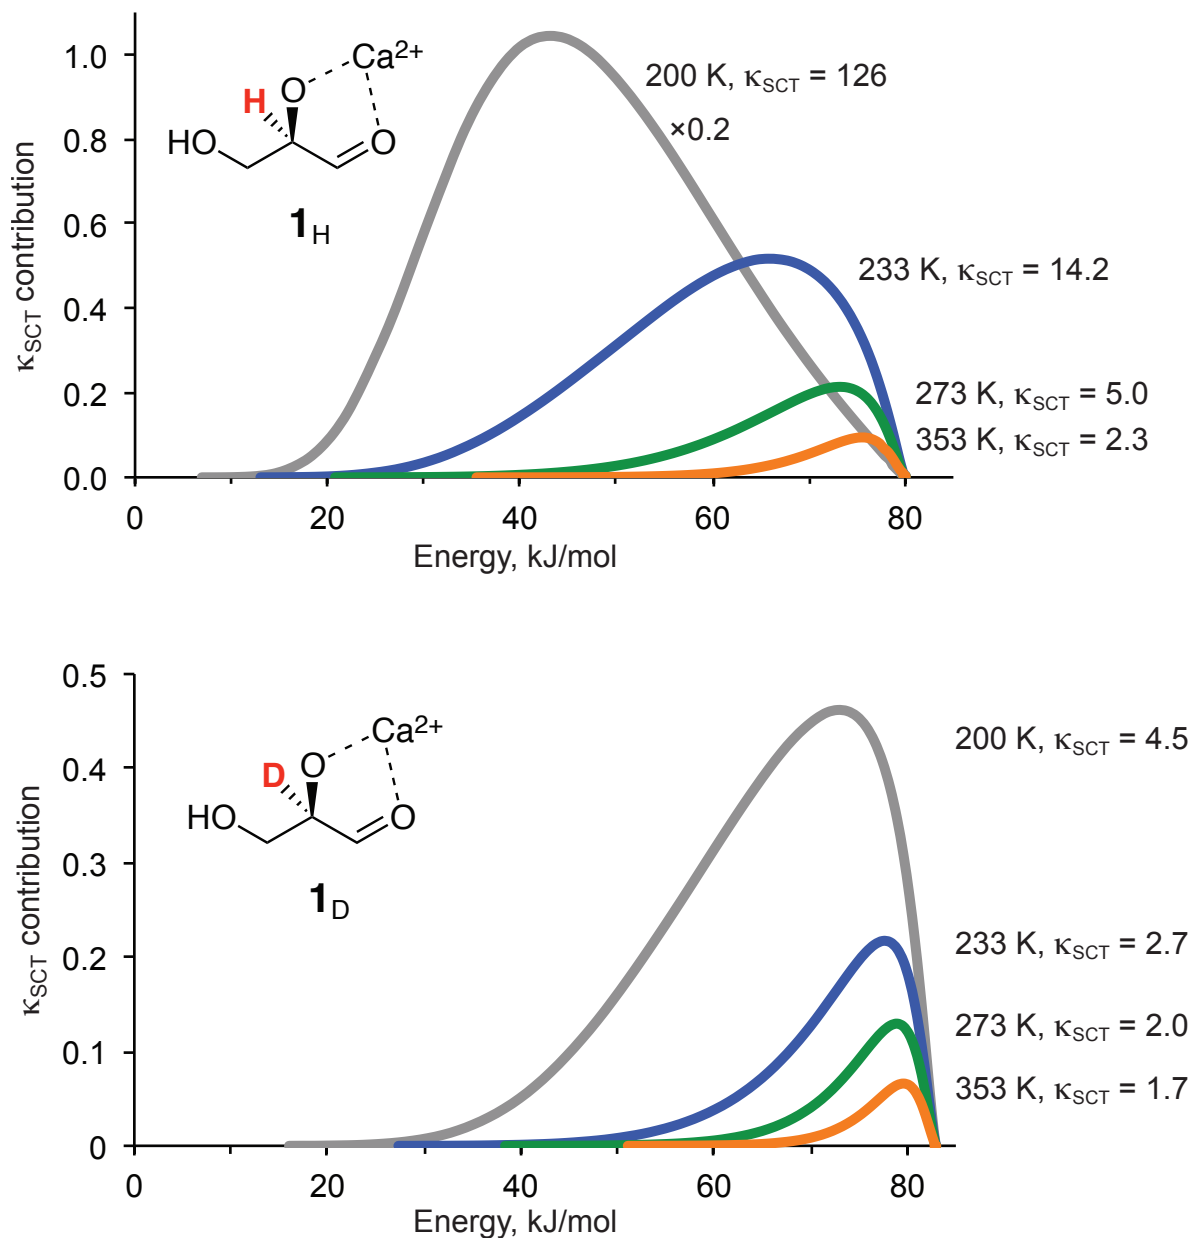 κSCT contribution
1.0
0.8
0.6
0.4
0.2
0.0
0
20
40
60
80
Energy, kJ/mol
Ca²⁺
H
O
HO
O
1H
200 K, κSCT = 126
×0.2
233 K, κSCT = 14.2
273 K, κSCT = 5.0
353 K, κSCT = 2.3
κSCT contribution
0.5
0.4
0.3
0.2
0.1
0
0
20
40
60
80
Energy, kJ/mol
Ca²⁺
D
O
HO
O
1D
200 K, κSCT = 4.5
233 K, κSCT = 2.7
273 K, κSCT = 2.0
353 K, κSCT = 1.7